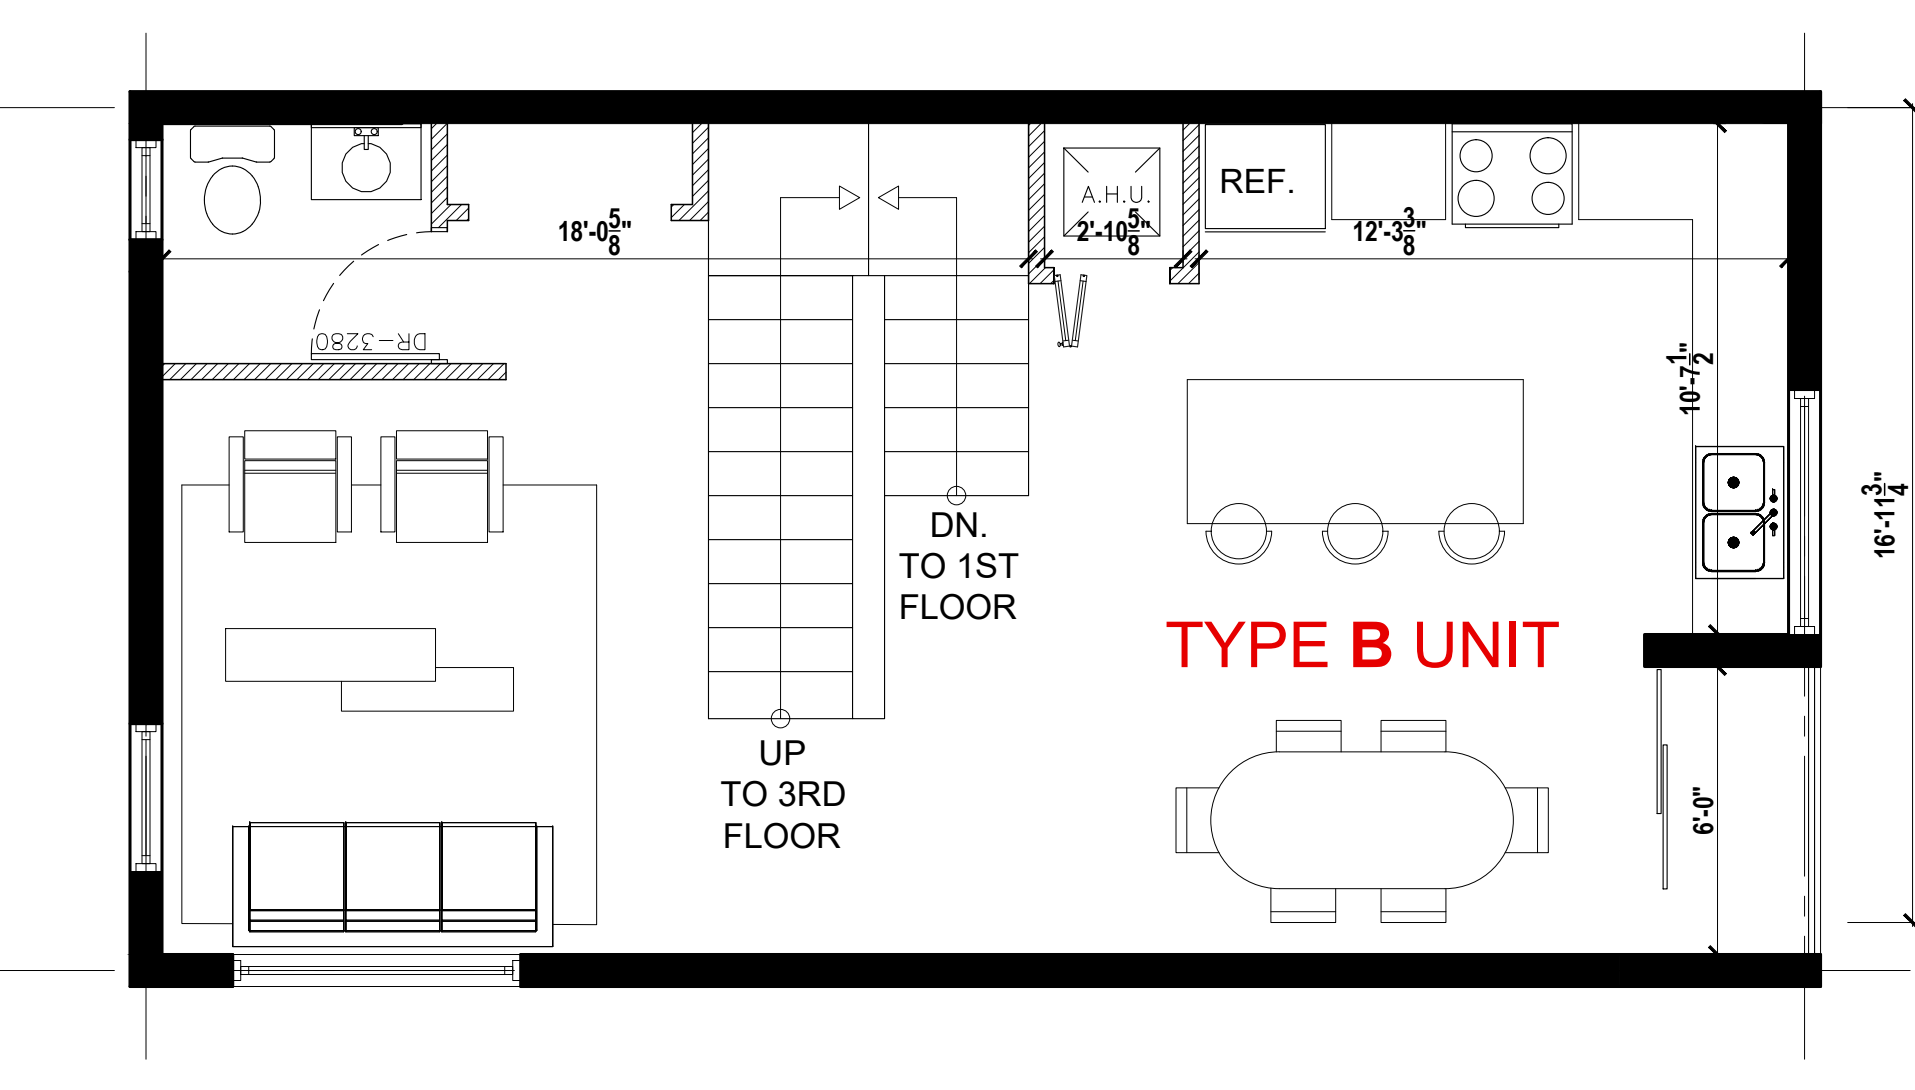 REF.
A.H.U.
18'-0 5/8"
2'-10 5/8"
12'-3 3/8"
DR-3280
10'-7 1/2"
16'-11 3/4"
DN.
TO 1ST
FLOOR
TYPE B UNIT
UP
TO 3RD
FLOOR
6'-0"